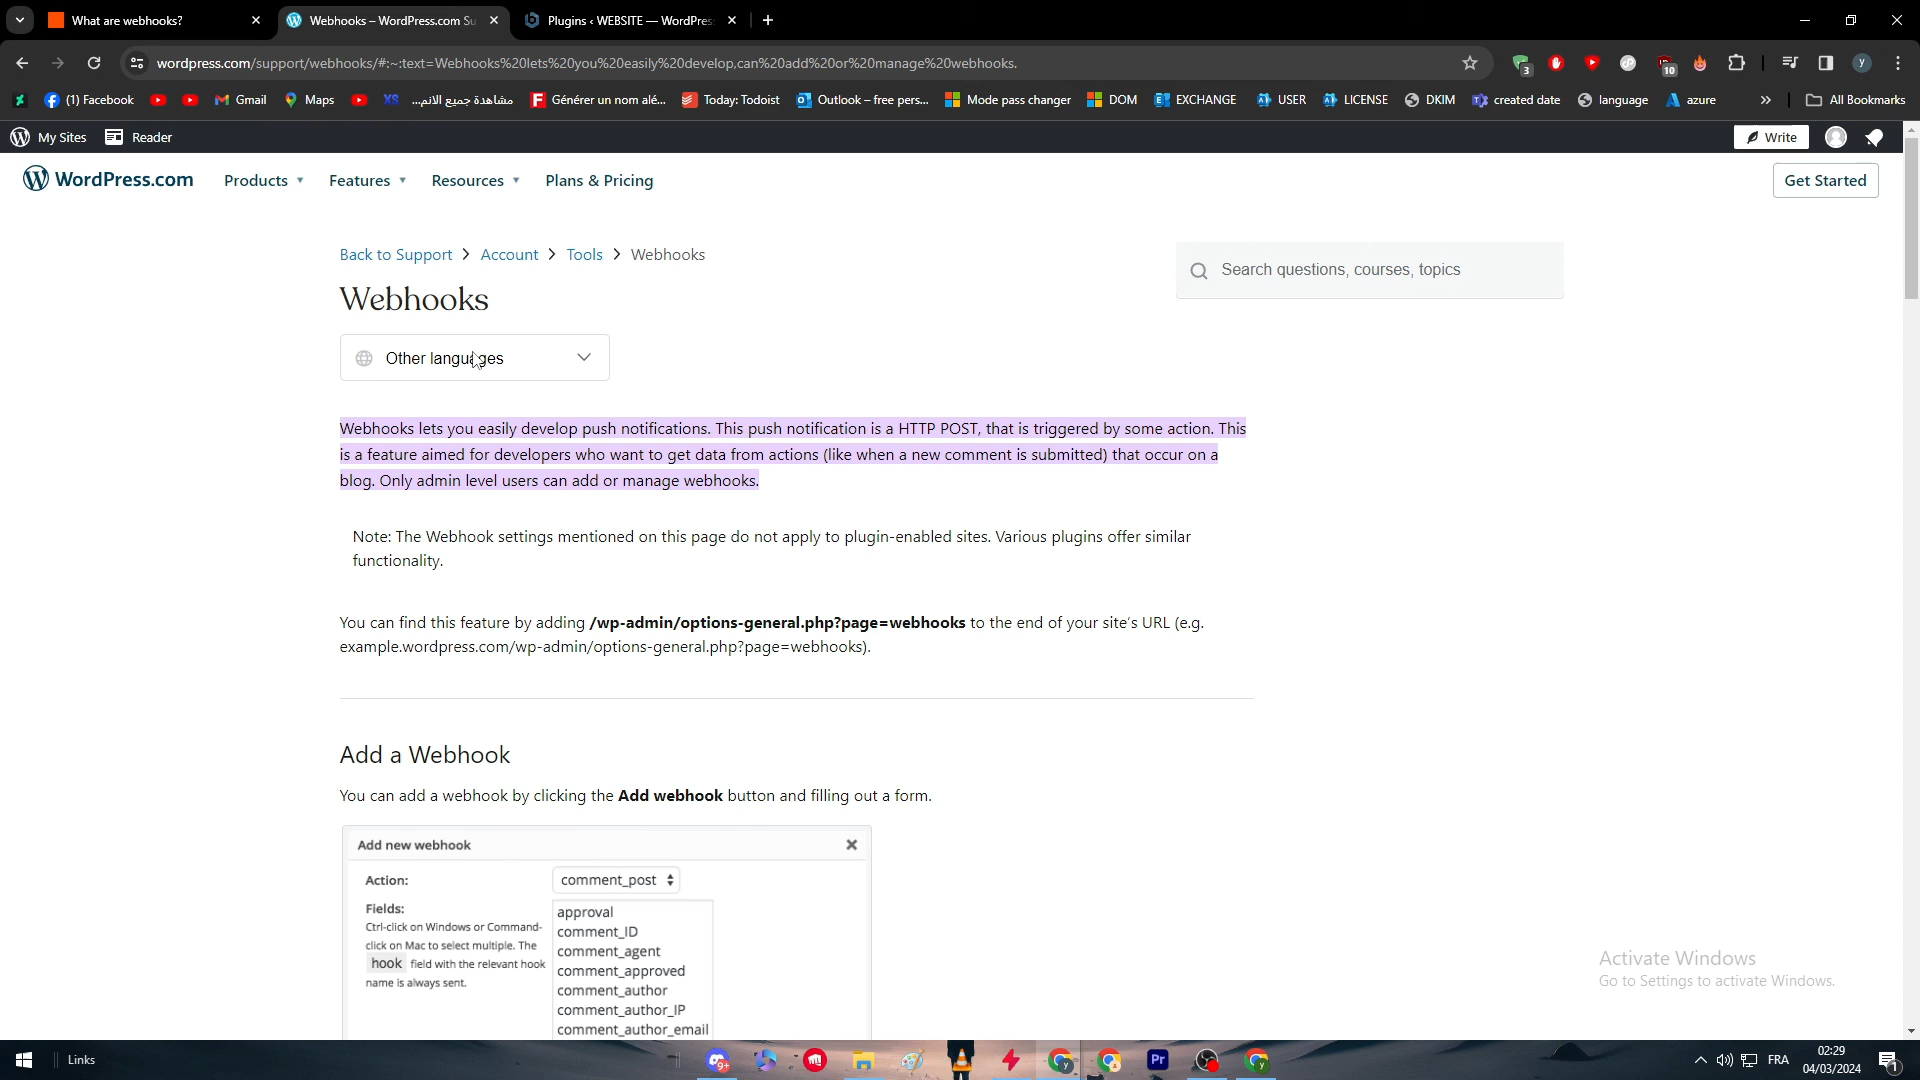 What are webhooks?
Webhooks – WordPress.com Su
Plugins ‹ WEBSITE — WordPres
wordpress.com/support/webhooks/#:~:text=Webhooks%20lets%20you%20easily%20develop,can%20add%20or%20manage%20webhooks.
3
10
y
(1) Facebook
Gmail
Maps
XS
مشاهدة جميع الانم...
Générer un nom alé...
Today: Todoist
Outlook – free pers...
Mode pass changer
DOM
EXCHANGE
USER
LICENSE
DKIM
created date
language
azure
»
All Bookmarks
My Sites
Reader
Write
WordPress.com
Products
Features
Resources
Plans & Pricing
Get Started
Back to Support > Account > Tools > Webhooks
Search questions, courses, topics
Webhooks
Other languages
Webhooks lets you easily develop push notifications. This push notification is a HTTP POST, that is triggered by some action. This
is a feature aimed for developers who want to get data from actions (like when a new comment is submitted) that occur on a
blog. Only admin level users can add or manage webhooks.
Note: The Webhook settings mentioned on this page do not apply to plugin-enabled sites. Various plugins offer similar
functionality.
You can find this feature by adding /wp-admin/options-general.php?page=webhooks to the end of your site's URL (e.g.
example.wordpress.com/wp-admin/options-general.php?page=webhooks).
Add a Webhook
You can add a webhook by clicking the Add webhook button and filling out a form.
Add new webhook
Action:
comment_post
Fields:
Ctrl-click on Windows or Command-
click on Mac to select multiple. The
hook field with the relevant hook
name is always sent.
approval
comment_ID
comment_agent
comment_approved
comment_author
comment_author_IP
comment_author_email
Activate Windows
Go to Settings to activate Windows.
Links
9+
Pr
FRA
02:29
04/03/2024
1